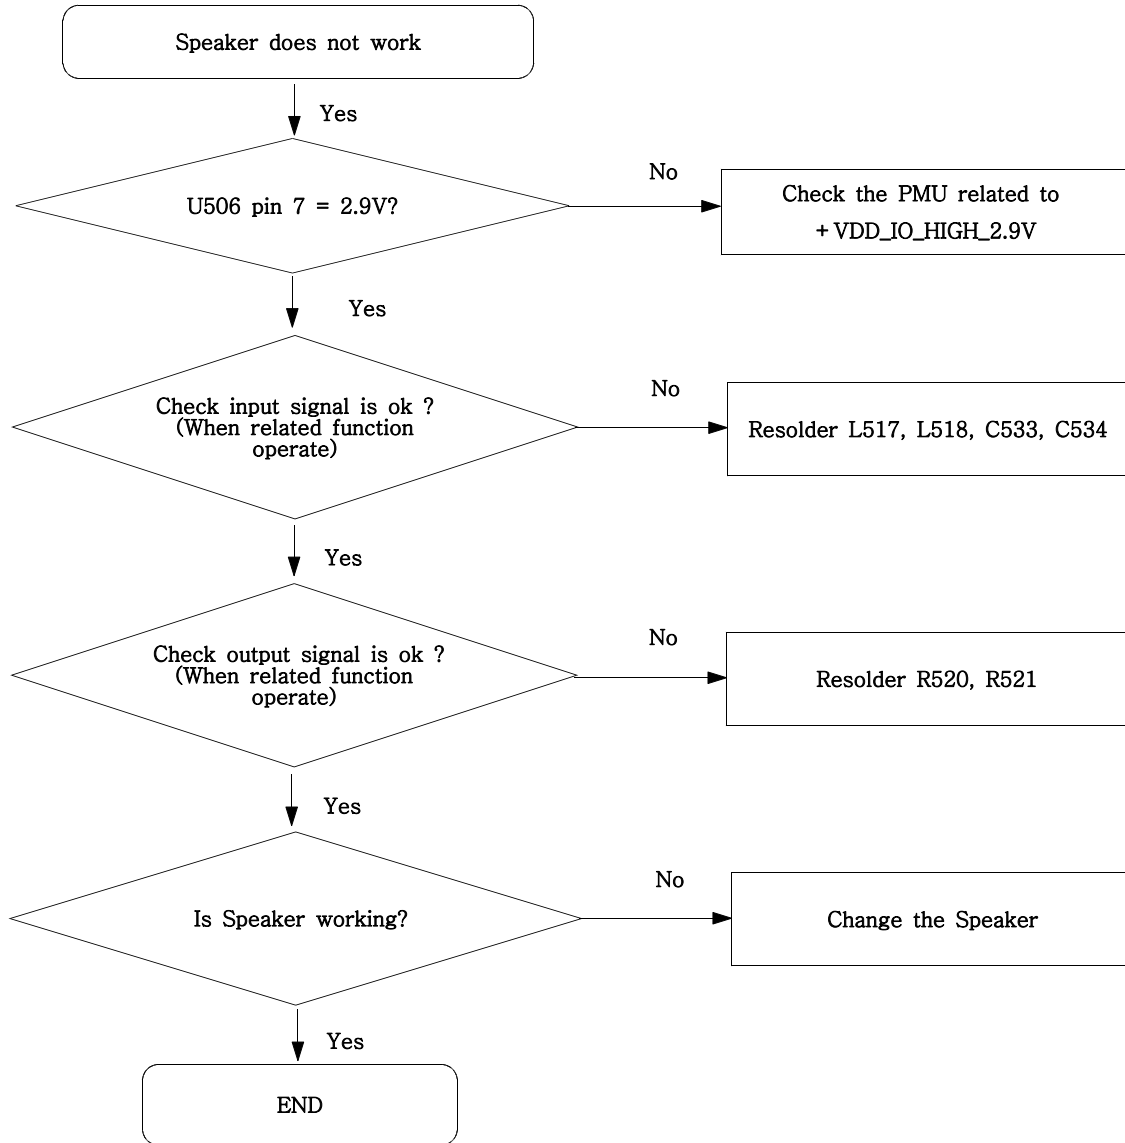 Speaker does not work
Yes
U506 pin 7 = 2.9V?
No
Check the PMU related to
+VDD_IO_HIGH_2.9V
Yes
Check input signal is ok ?
(When related function
operate)
No
Resolder L517, L518, C533, C534
Yes
Check output signal is ok ?
(When related function
operate)
No
Resolder R520, R521
Yes
Is Speaker working?
No
Change the Speaker
Yes
END